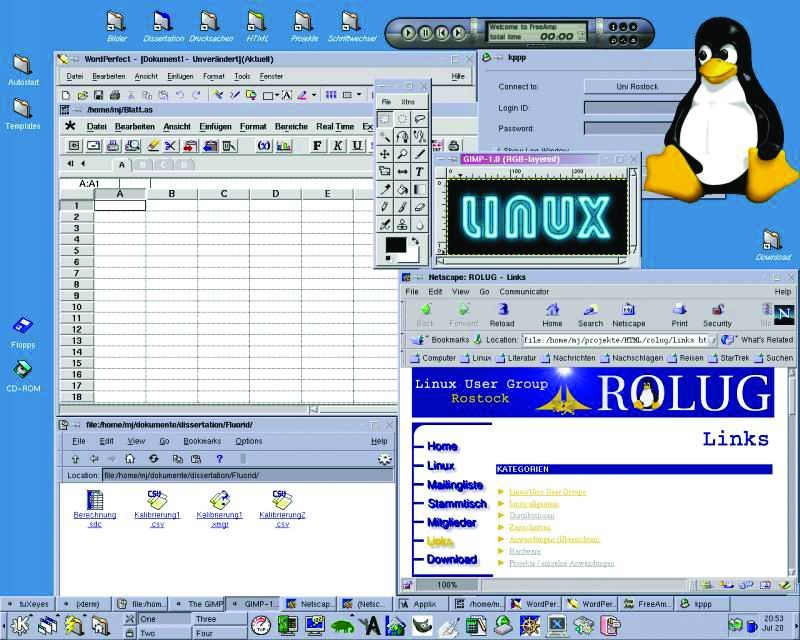 Bilder
Dissertation
Drucksachen
HTML
Projekte
Schriftwechsel
Welcome to FreeAmp
total time 00:00
Autostart
Templates
Floppy
CD-ROM
Download
WordPerfect - [Dokument1 - Unverändert](Aktuell)
Datei Bearbeiten Ansicht Einfügen Format Tools Fenster Hilfe
/home/mj/Blatt.as
Datei Bearbeiten Ansicht Einfügen Format Bereiche Real Time Ex
F K U
A B C D
A:A1
A B C D E
1
2
3
4
5
6
7
8
9
10
11
12
13
14
15
16
17
18
File Xtns
kppp
Connect to: Uni Rostock
Login ID:
Password:
Show Log Window
GIMP-1.0 (RGB-layered)
0 100 200
LINUX
Netscape: ROLUG - Links
File Edit View Go Communicator Help
Back Forward Reload Home Search Netscape Print Security
Bookmarks Location: file:/home/mj/projekte/HTML/rolug/links.ht What's Related
Computer Linux Literatur Nachrichten Nachschlagen Reisen StarTrek Suchen
Linux User Group
Rostock
ROLUG
Links
Home
Linux
Mailingliste
Stammtisch
Mitglieder
Links
Download
KATEGORIEN
Linux/Unix User Groups
Linux allgemein
Distributionen
Zeitschriften
Anwendungen (Übersichten)
Hardware
Projekte / einzelne Anwendungen
100%
file:/home/mj/dokumente/dissertation/Fluorid/
File Edit View Go Bookmarks Options Help
Location: file:/home/mj/dokumente/dissertation/Fluorid/
Berechnung
.sdc
CSV
Kalibrierung1
.csv
Kalibrierung1
.xmgr
CSV
Kalibrierung2
.csv
tuXeyes
(xterm)
file:/hom...
The GIMP
GIMP-1...
Netscap...
(Netsc...
Applix
/home/m...
WordPer...
WordPer...
FreeAm...
kppp
One Three
Two Four
20:53
Jul 20